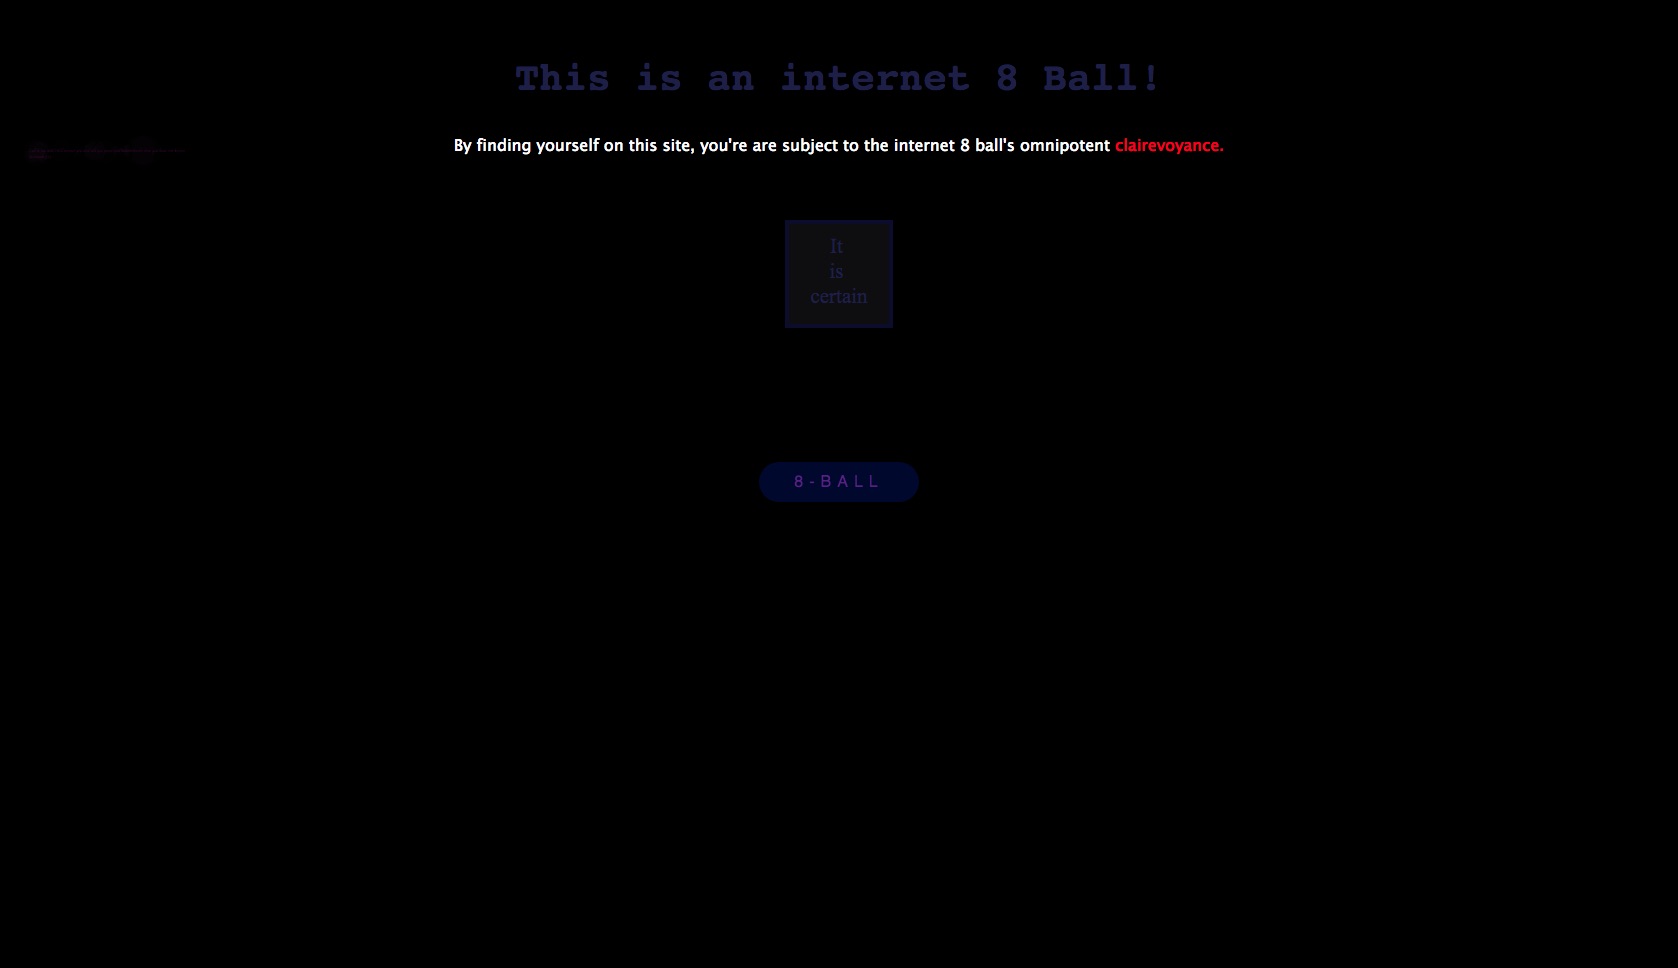 This is an internet 8 Ball!
By finding yourself on this site, you're are subject to the internet 8 ball's omnipotent clairevoyance.
It
is
certain
8-BALL